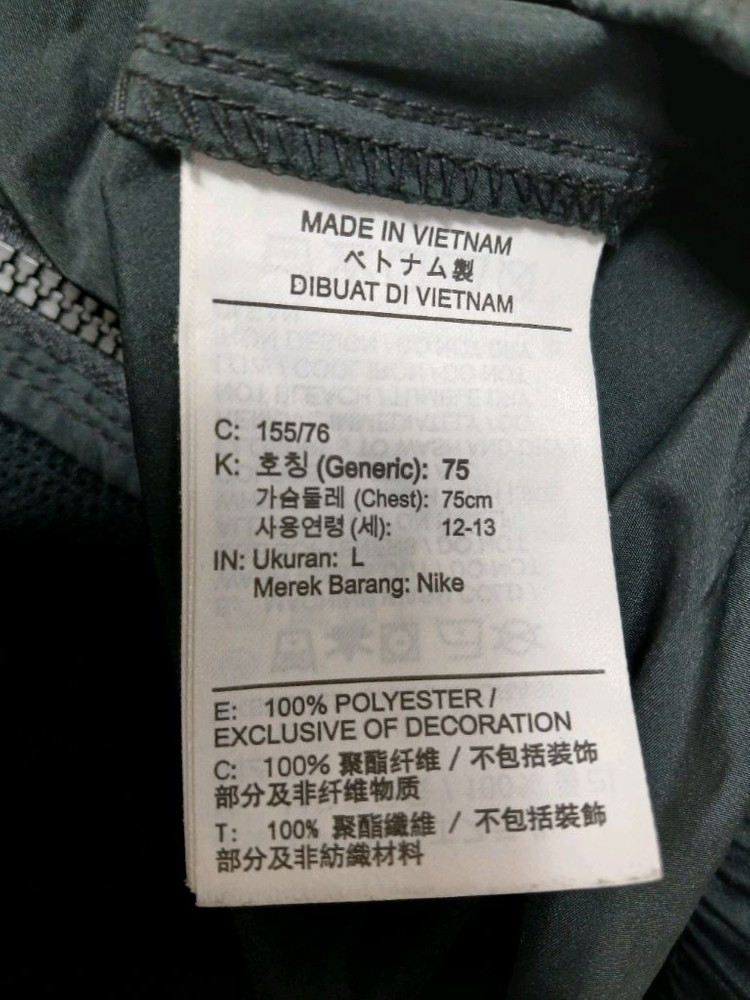 MADE IN VIETNAM
ベトナム製
DIBUAT DI VIETNAM
C: 155/76
K: 호칭 (Generic): 75
가슴둘레 (Chest): 75cm
사용연령 (세): 12-13
IN: Ukuran: L
Merek Barang: Nike
E: 100% POLYESTER /
EXCLUSIVE OF DECORATION
C: 100% 聚酯纤维 / 不包括装饰
部分及非纤维物质
T: 100% 聚酯纖維 / 不包括裝飾
部分及非紡織材料